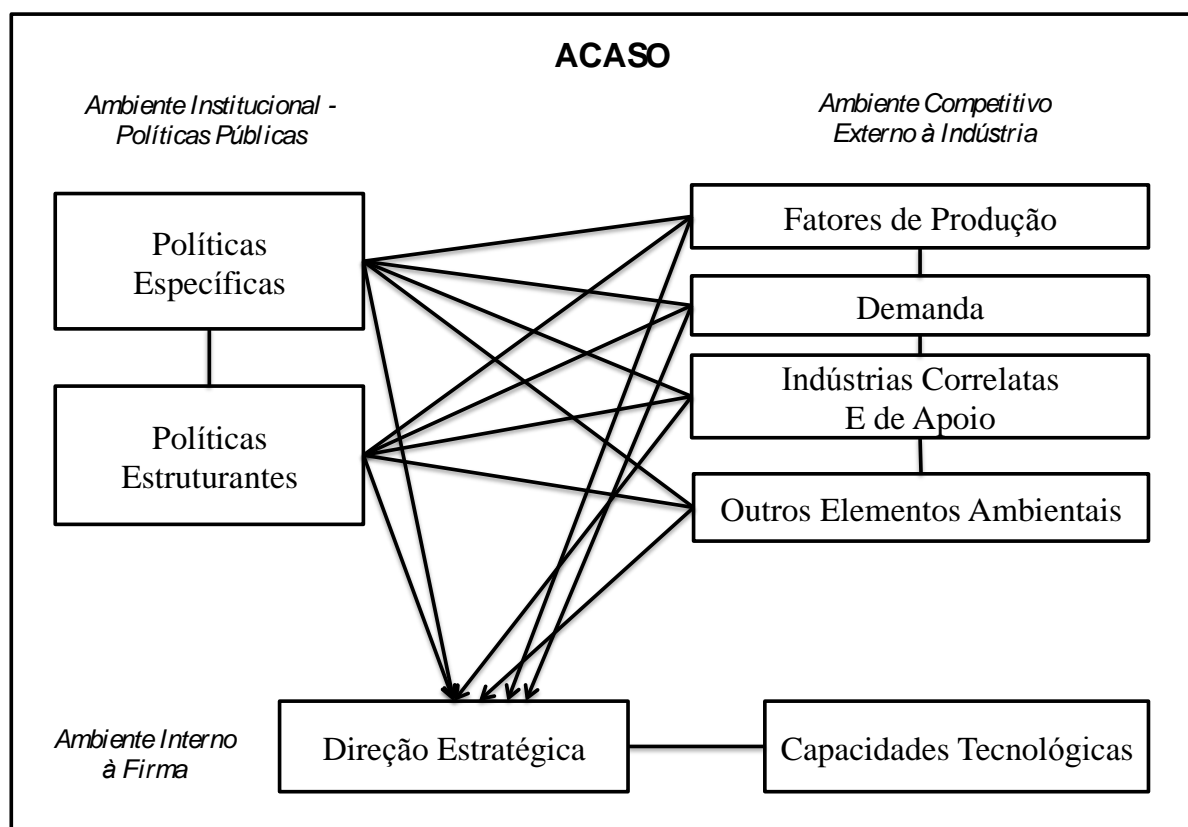 ACASO
Ambiente Institucional -
Políticas Públicas
Ambiente Competitivo
Externo à Indústria
Políticas
Específicas
Políticas
Estruturantes
Fatores de Produção
Demanda
Indústrias Correlatas
E de Apoio
Outros Elementos Ambientais
Ambiente Interno
à Firma
Direção Estratégica
Capacidades Tecnológicas